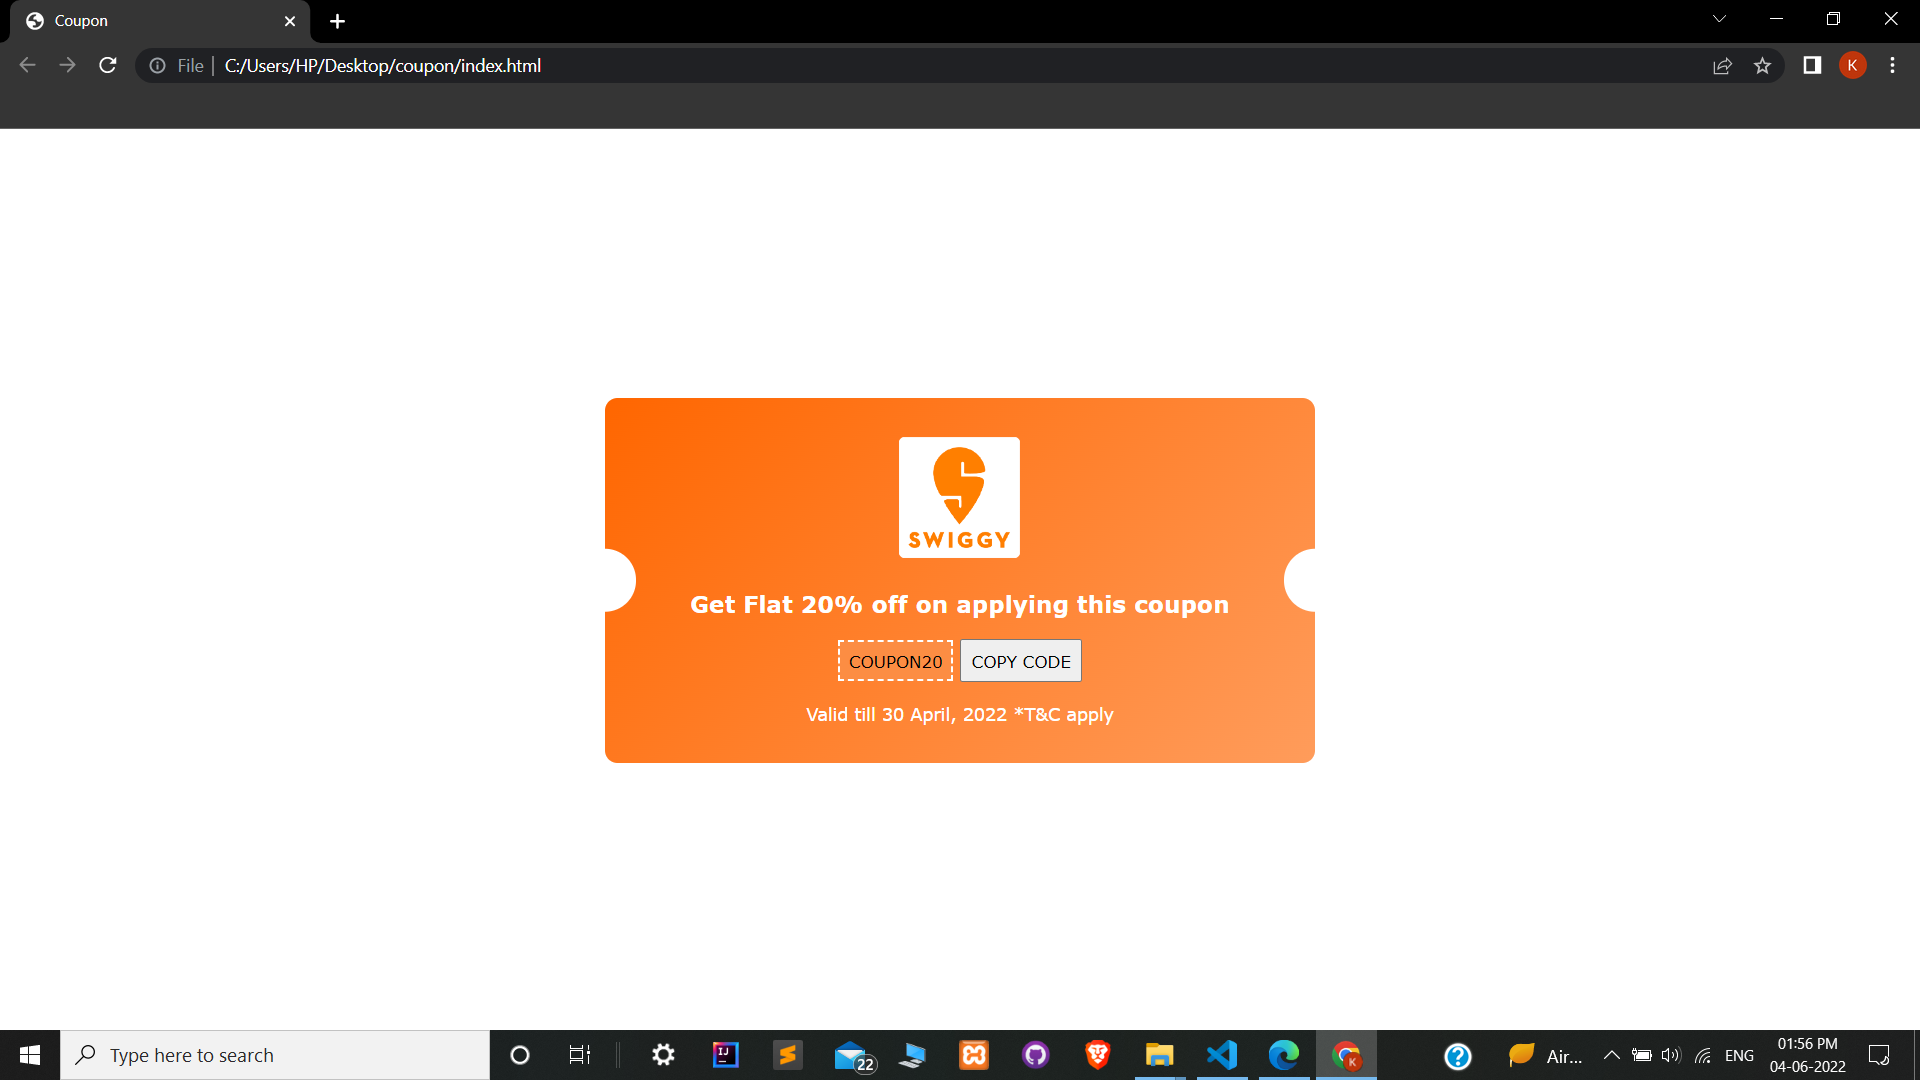 Coupon
File
C:/Users/HP/Desktop/coupon/index.html
K
SWIGGY
Get Flat 20% off on applying this coupon
COUPON20 COPY CODE
Valid till 30 April, 2022 *T&C apply
Type here to search
IJ
22
K
?
Air...
ENG
01:56 PM
04-06-2022